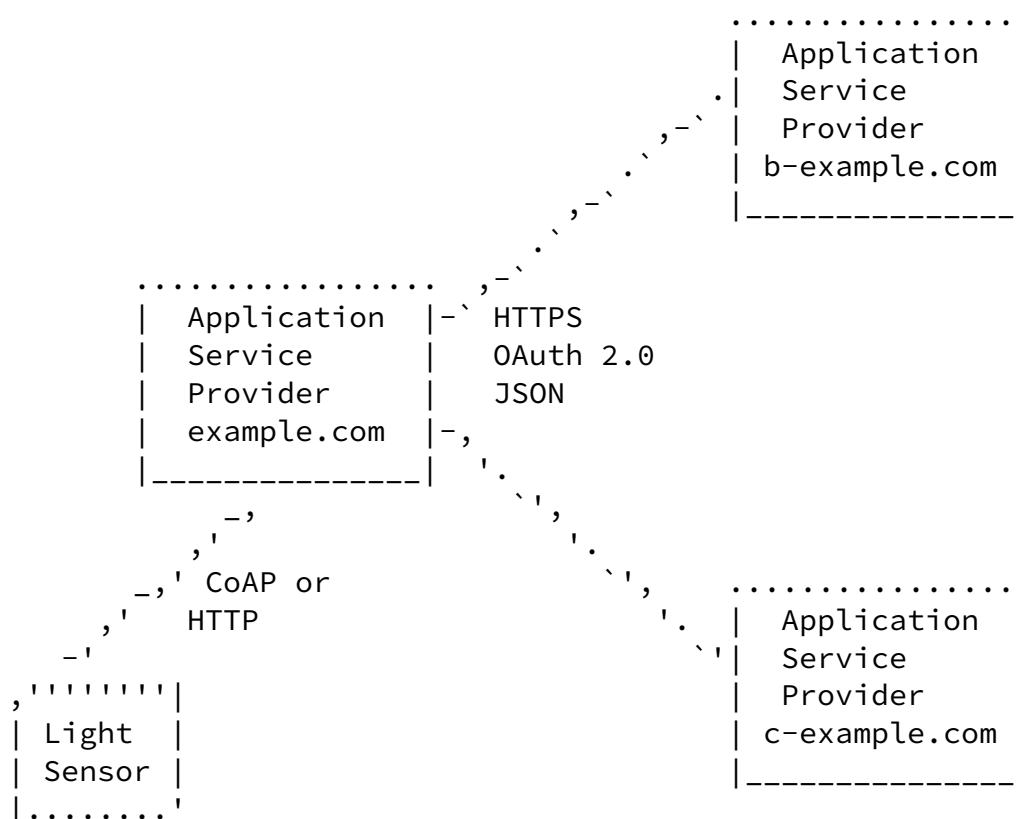 Application
Service
Provider
b-example.com
Application
Service
Provider
example.com
HTTPS
OAuth 2.0
JSON
CoAP or
HTTP
Light
Sensor
Application
Service
Provider
c-example.com